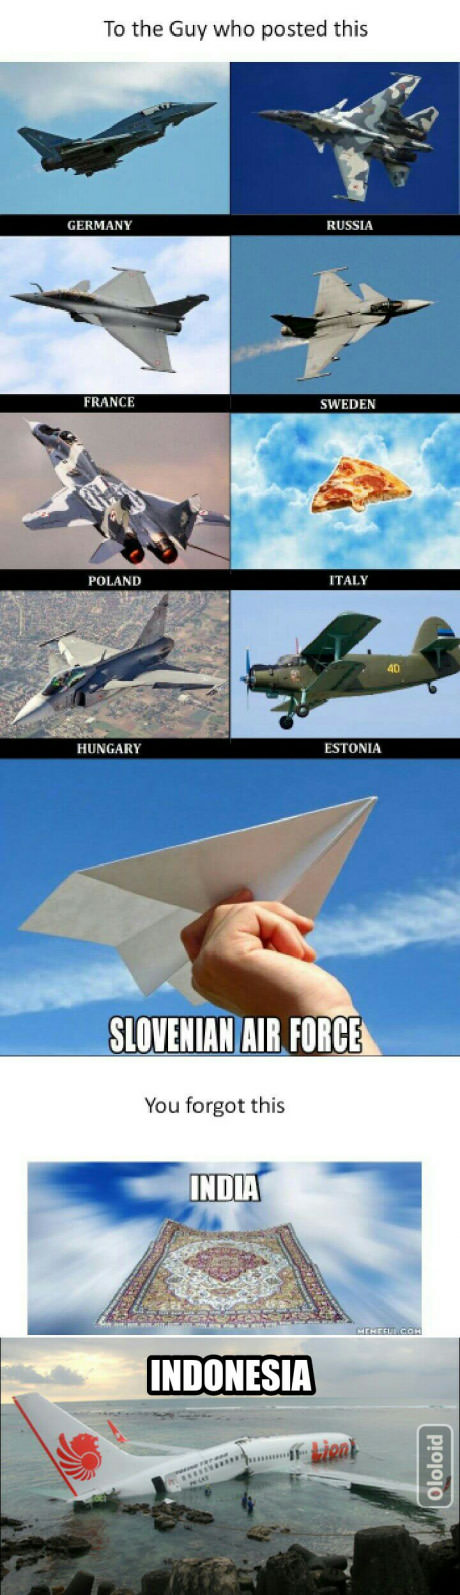 To the Guy who posted this
GERMANY
RUSSIA
FRANCE
SWEDEN
POLAND
ITALY
40
HUNGARY
ESTONIA
SLOVENIAN AIR FORCE
You forgot this
INDIA
MEMEFUL.COM
INDONESIA
Lion
Ololoid